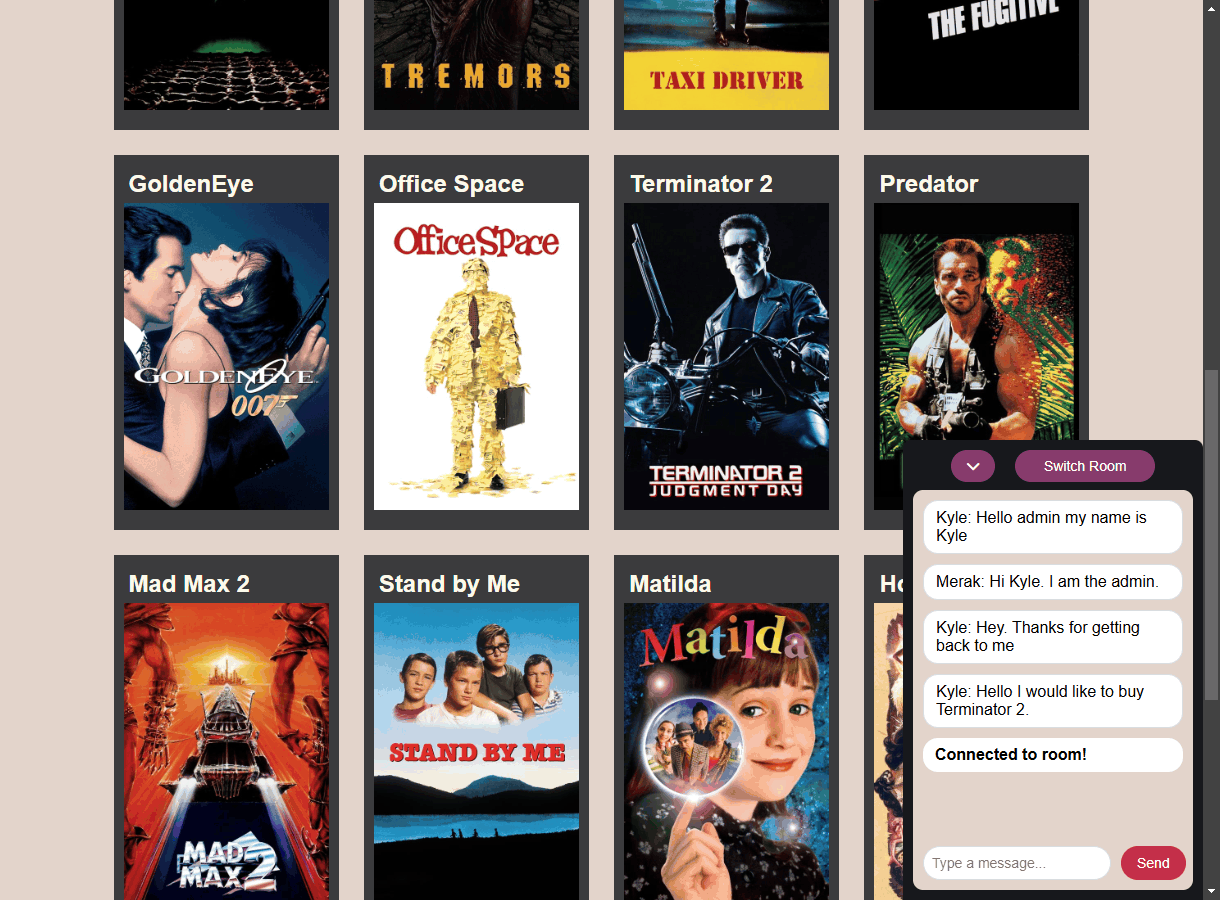 THE FUGITIVE
TREMORS
TAXI DRIVER
GoldenEye
Office Space
Terminator 2
Predator
Office Space
GOLDENEYE
007
TERMINATOR 2
JUDGMENT DAY
Switch Room
Kyle: Hello admin my name is
Kyle
Merak: Hi Kyle. I am the admin.
Kyle: Hey. Thanks for getting
back to me
Kyle: Hello I would like to buy
Terminator 2.
Connected to room!
Type a message...
Send
Mad Max 2
Stand by Me
Matilda
Ho
Matilda
STAND BY ME
MAD
MAX 2